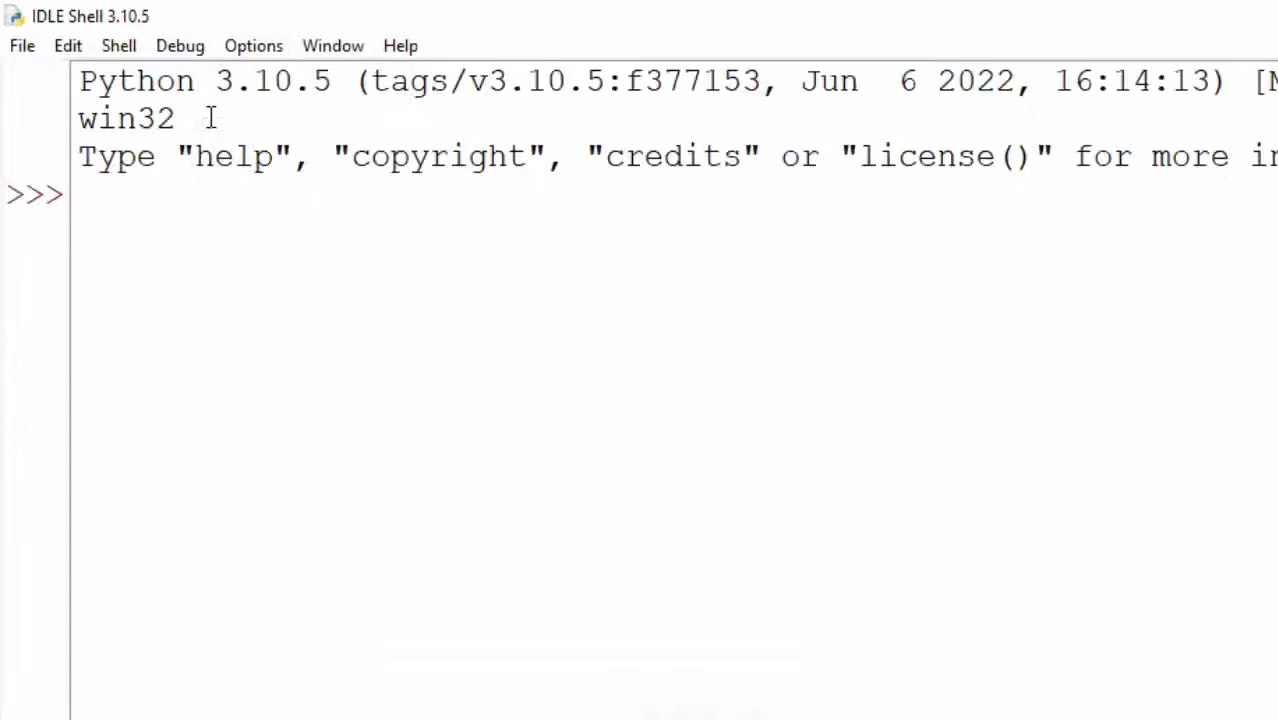 IDLE Shell 3.10.5
File Edit Shell Debug Options Window Help
Python 3.10.5 (tags/v3.10.5:f377153, Jun  6 2022, 16:14:13) [
win32
Type "help", "copyright", "credits" or "license()" for more in
>>>